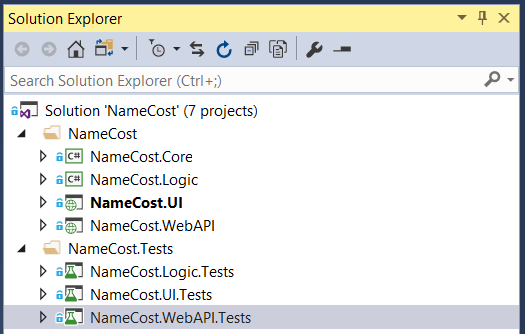 Solution Explorer
Search Solution Explorer (Ctrl+;)
Solution 'NameCost' (7 projects)
NameCost
C# NameCost.Core
C# NameCost.Logic
NameCost.UI
NameCost.WebAPI
NameCost.Tests
NameCost.Logic.Tests
NameCost.UI.Tests
NameCost.WebAPI.Tests